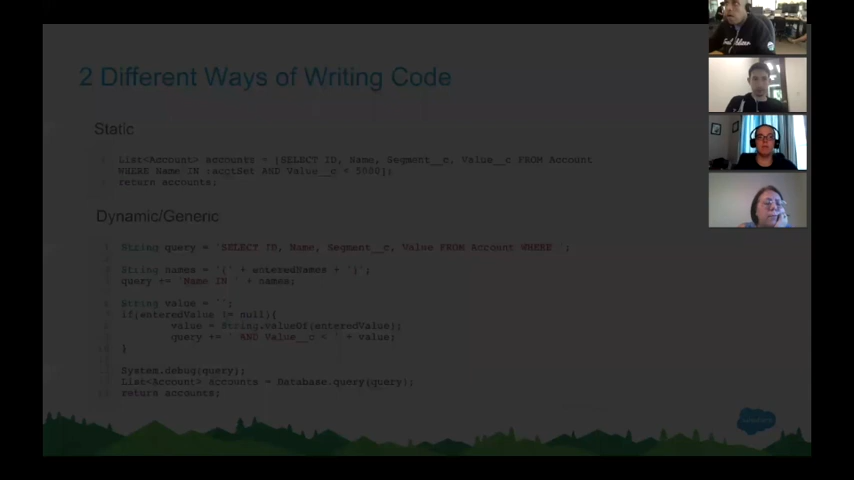 2 Different Ways of Writing Code
Static
List<Account> accounts = [SELECT ID, Name, Segment__c, Value__c FROM Account
WHERE Name IN :acctSet AND Value__c < 5000];
return accounts;
Dynamic/Generic
String query = 'SELECT ID, Name, Segment__c, Value FROM Account WHERE ';
String names = '(' + enteredNames + ')';
query += 'Name IN ' + names;
String value = '';
if(enteredValue != null){
value = String.valueOf(enteredValue);
query += ' AND Value__c < ' + value;
}
System.debug(query);
List<Account> accounts = Database.query(query);
return accounts;